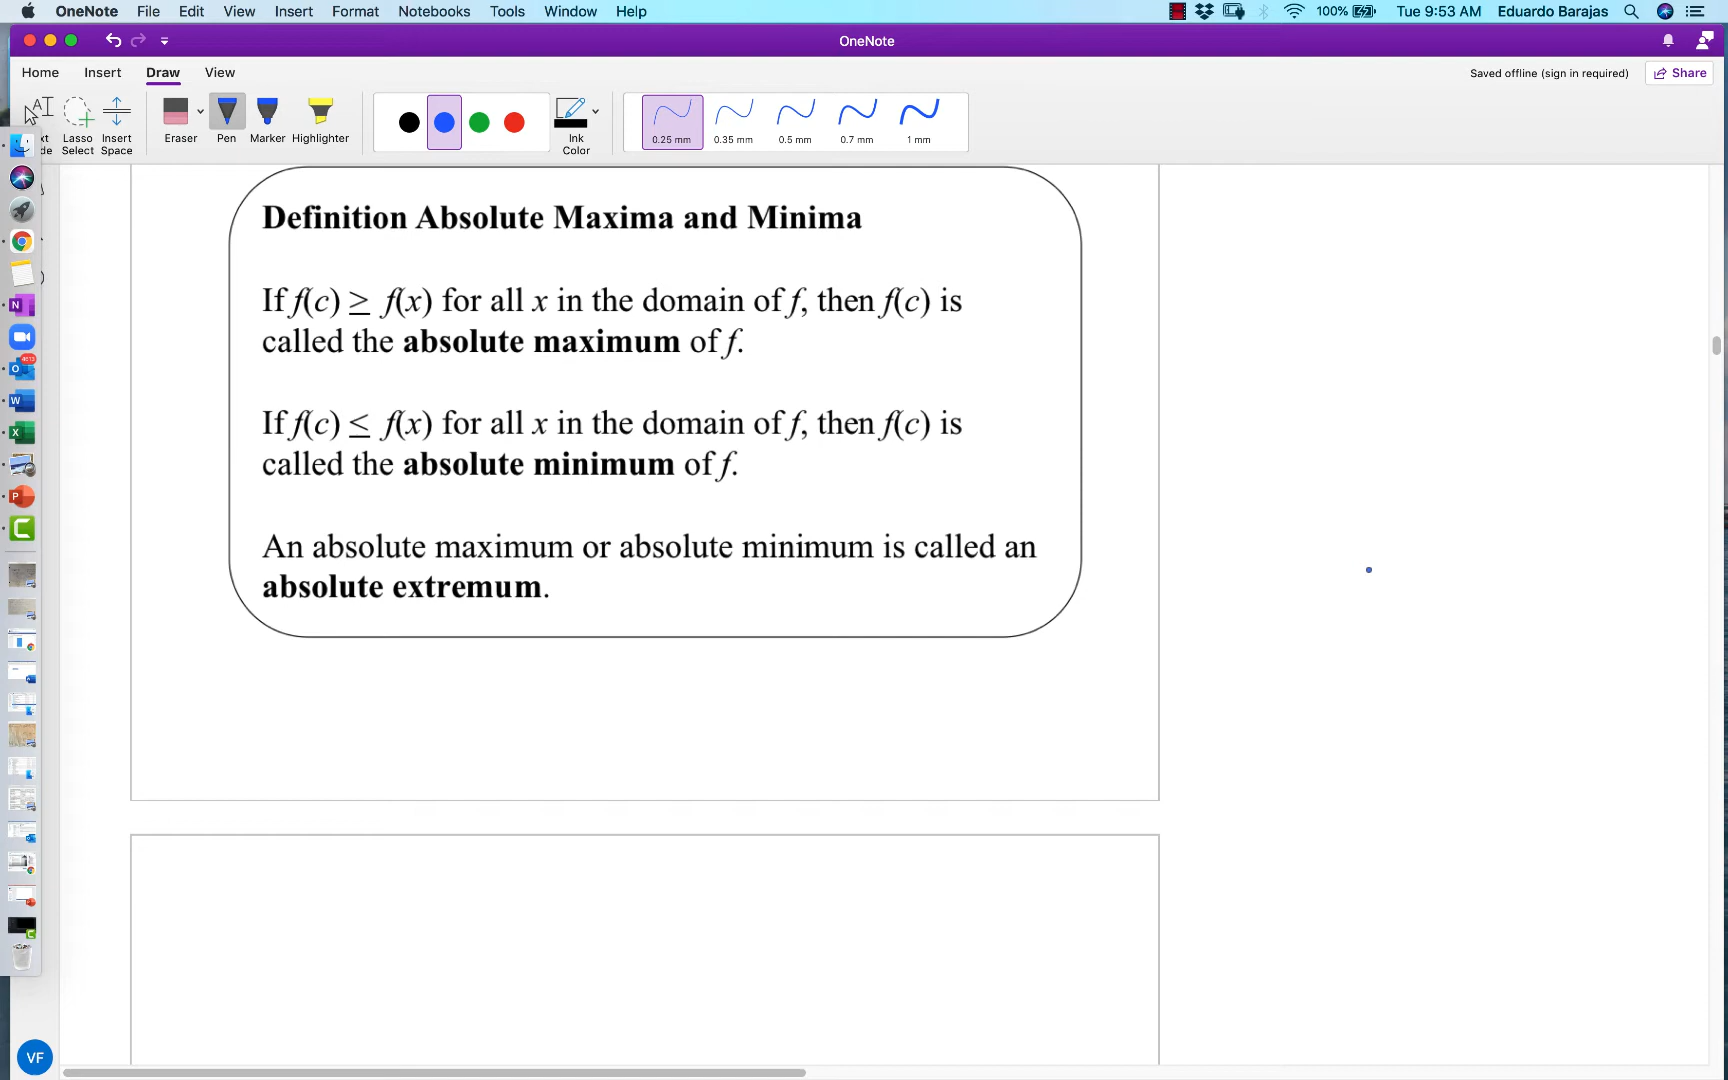 OneNote File Edit View Insert Format Notebooks Tools Window Help 100% Tue 9:53 AM Eduardo Barajas
OneNote
Home Insert Draw View Saved offline (sign in required) Share
Lasso Select
Insert Space
Eraser
Pen
Marker
Highlighter
Ink Color
0.25 mm
0.35 mm
0.5 mm
0.7 mm
1 mm
Definition Absolute Maxima and Minima
If f(c) ≥ f(x) for all x in the domain of f, then f(c) is
called the absolute maximum of f.
If f(c) ≤ f(x) for all x in the domain of f, then f(c) is
called the absolute minimum of f.
An absolute maximum or absolute minimum is called an
absolute extremum.
VF